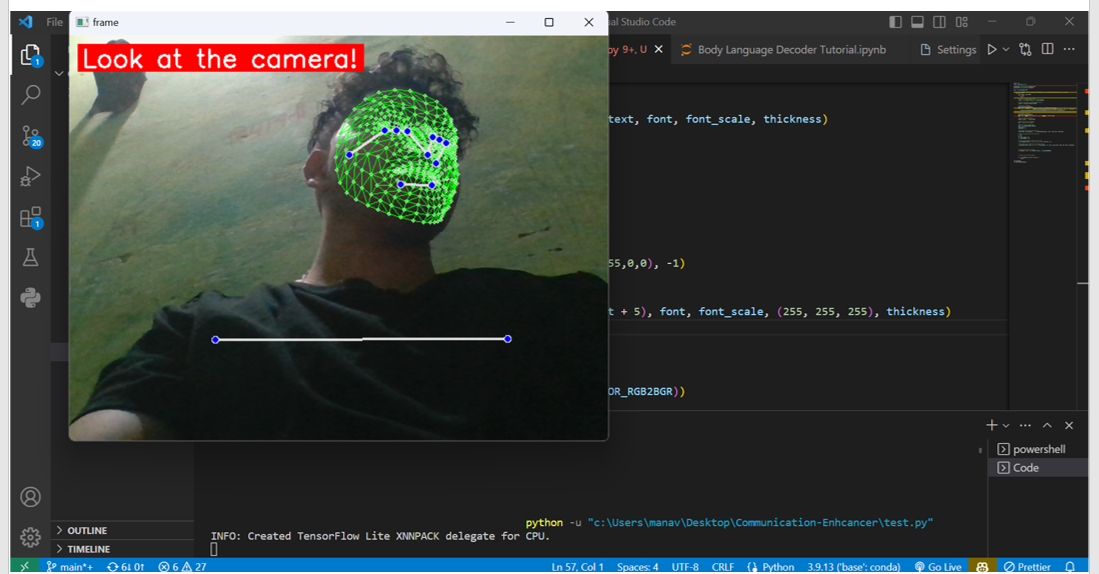 File
frame
Visual Studio Code
Look at the camera!
py 9+, U
Body Language Decoder Tutorial.ipynb
Settings
1
20
1
text, font, font_scale, thickness)
55,0,0), -1)
t + 5), font, font_scale, (255, 255, 255), thickness)
OR_RGB2BGR))
powershell
Code
python -u "c:\Users\manav\Desktop\Communication-Enhcancer\test.py"
INFO: Created TensorFlow Lite XNNPACK delegate for CPU.
OUTLINE
TIMELINE
main*+ 6↓ 0↑ 6 27 Ln 57, Col 1 Spaces: 4 UTF-8 CRLF Python 3.9.13 ('base': conda) Go Live Prettier